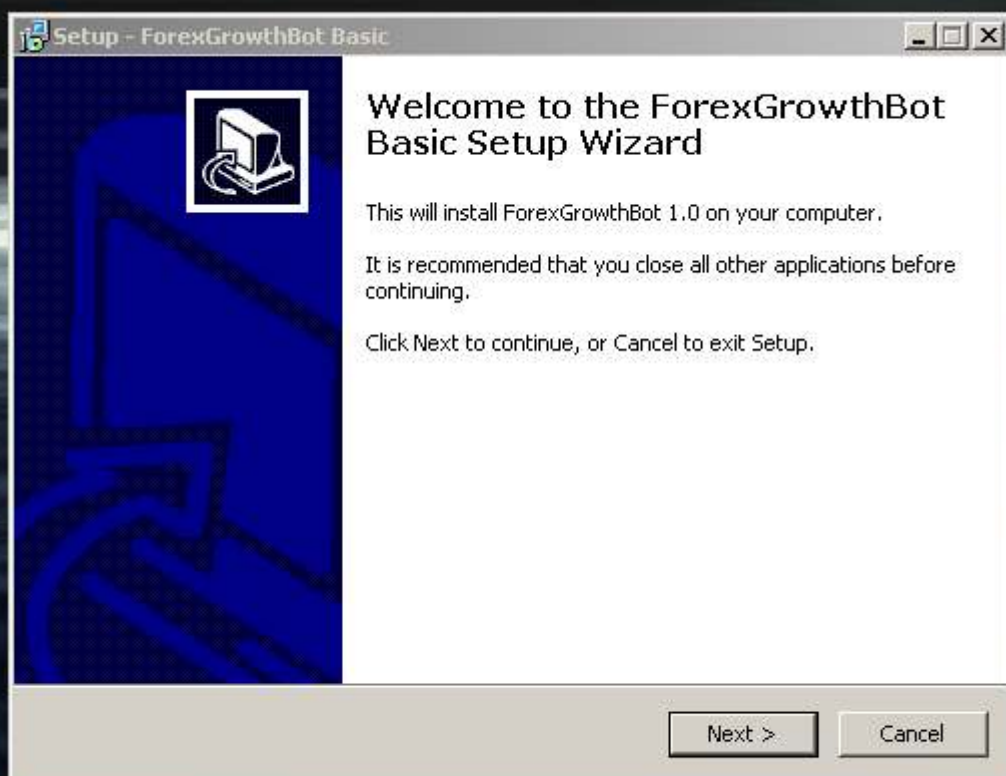 Setup - ForexGrowthBot Basic
Welcome to the ForexGrowthBot
Basic Setup Wizard
This will install ForexGrowthBot 1.0 on your computer.
It is recommended that you close all other applications before
continuing.
Click Next to continue, or Cancel to exit Setup.
Next >
Cancel